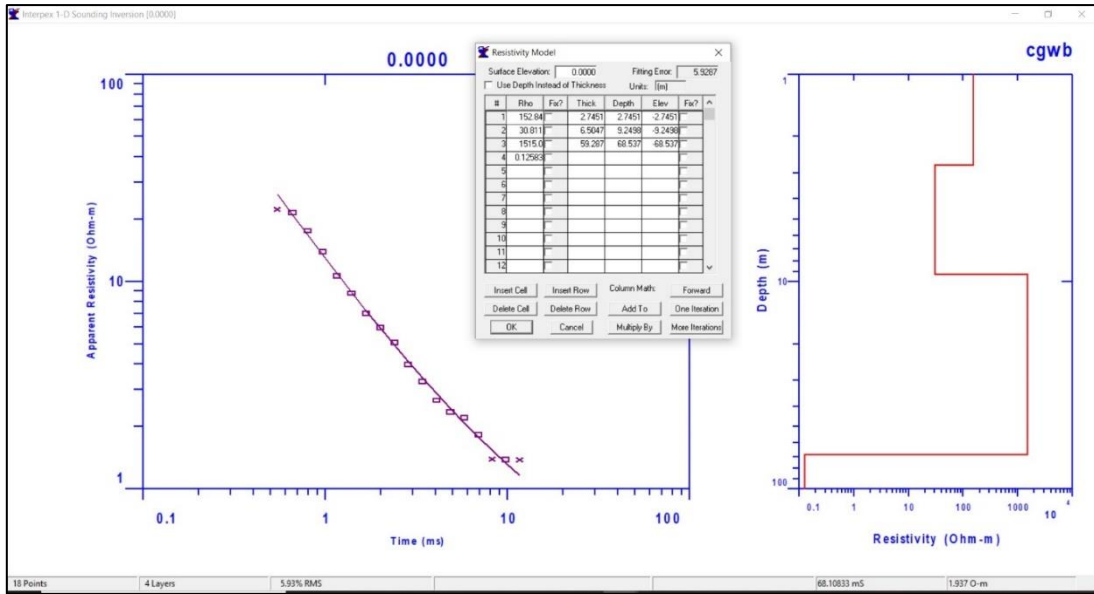 Interpex 1-D Sounding Inversion [0.0000]
0.0000
cgwb
100
10
1
Apparent Resistivity (Ohm-m)
0.1 1 10 100
Time (ms)
Resistivity Model
Surface Elevation: 0.0000 Fitting Error: 5.9287
Use Depth Instead of Thickness Units: (m)
# Rho Fix? Thick Depth Elev Fix?
1 152.84 2.7451 2.7451 -2.7451
2 30.811 6.5047 9.2498 -9.2498
3 1515.0 59.287 68.537 -68.537
4 0.12583
5
6
7
8
9
10
11
12
Insert Cell Insert Row Column Math: Forward
Delete Cell Delete Row Add To One Iteration
OK Cancel Multiply By More Iterations
1
10
100
Depth (m)
0.1 1 10 100 1000 10 4
Resistivity (Ohm-m)
18 Points 4 Layers 5.93% RMS 68.10833 mS 1.937 O-m